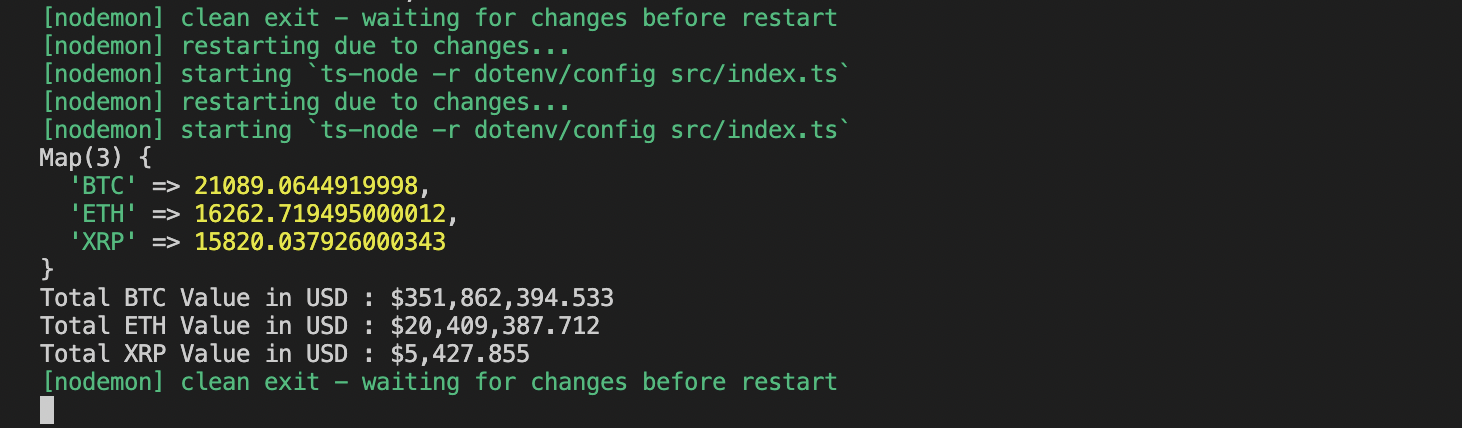 [nodemon] clean exit - waiting for changes before restart
[nodemon] restarting due to changes...
[nodemon] starting `ts-node -r dotenv/config src/index.ts`
[nodemon] restarting due to changes...
[nodemon] starting `ts-node -r dotenv/config src/index.ts`
Map(3) {
  'BTC' => 21089.0644919998,
  'ETH' => 16262.719495000012,
  'XRP' => 15820.037926000343
}
Total BTC Value in USD : $351,862,394.533
Total ETH Value in USD : $20,409,387.712
Total XRP Value in USD : $5,427.855
[nodemon] clean exit - waiting for changes before restart